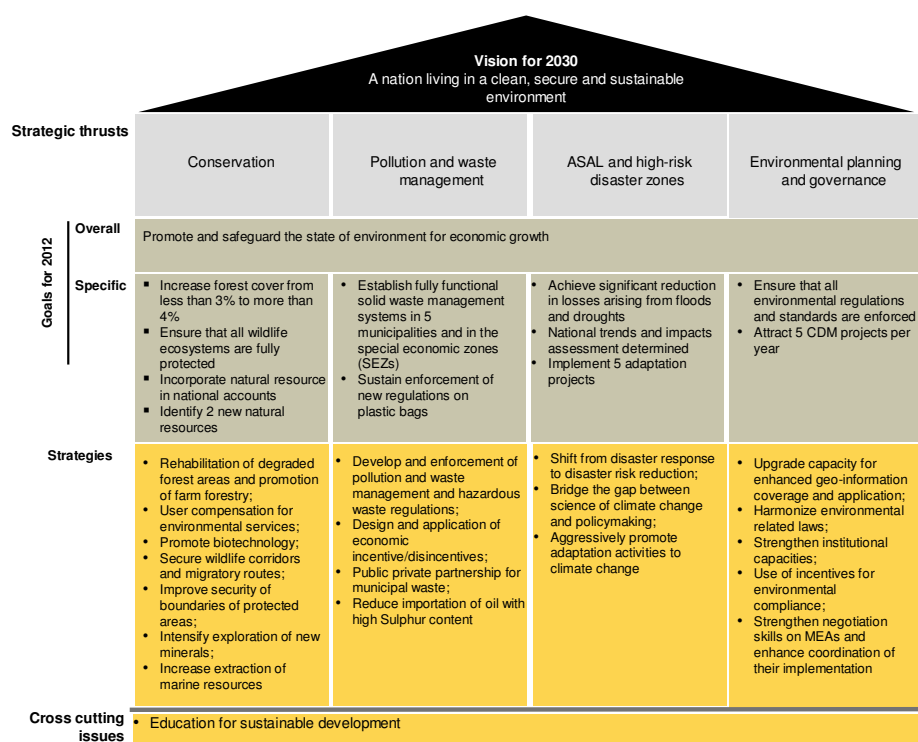 Vision for 2030
A nation living in a clean, secure and sustainable
environment
Strategic thrusts
Conservation
Pollution and waste
management
ASAL and high-risk
disaster zones
Environmental planning
and governance
Goals for 2012
Overall
Promote and safeguard the state of environment for economic growth
Specific
▪ Increase forest cover from
less than 3% to more than
4%
▪ Ensure that all wildlife
ecosystems are fully
protected
▪ Incorporate natural resource
in national accounts
▪ Identify 2 new natural
resources
• Establish fully functional
solid waste management
systems in 5
municipalities and in the
special economic zones
(SEZs)
• Sustain enforcement of
new regulations on
plastic bags
• Achieve significant reduction
in losses arising from floods
and droughts
• National trends and impacts
assessment determined
• Implement 5 adaptation
projects
• Ensure that all
environmental regulations
and standards are enforced
• Attract 5 CDM projects per
year
Strategies
• Rehabilitation of degraded
forest areas and promotion
of farm forestry;
• User compensation for
environmental services;
• Promote biotechnology;
• Secure wildlife corridors
and migratory routes;
• Improve security of
boundaries of protected
areas;
• Intensify exploration of new
minerals;
• Increase extraction of
marine resources
• Develop and enforcement of
pollution and waste
management and hazardous
waste regulations;
• Design and application of
economic
incentive/disincentives;
• Public private partnership for
municipal waste;
• Reduce importation of oil with
high Sulphur content
• Shift from disaster response
to disaster risk reduction;
• Bridge the gap between
science of climate change
and policymaking;
• Aggressively promote
adaptation activities to
climate change
• Upgrade capacity for
enhanced geo-information
coverage and application;
• Harmonize environmental
related laws;
• Strengthen institutional
capacities;
• Use of incentives for
environmental
compliance;
• Strengthen negotiation
skills on MEAs and
enhance coordination of
their implementation
Cross cutting
issues
• Education for sustainable development